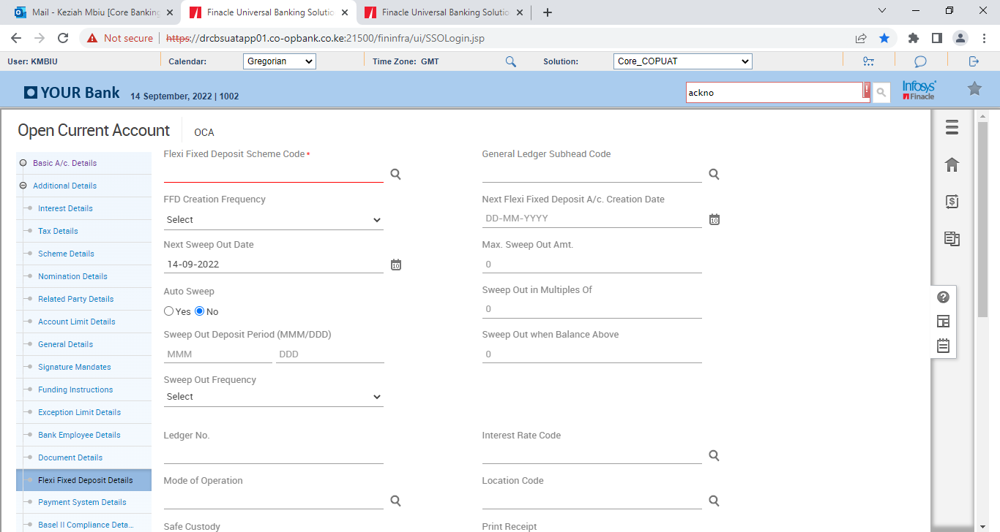 Mail - Keziah Mbiu [Core Banking
Finacle Universal Banking Solutio
Finacle Universal Banking Solutio
Not secure https://drcbsuatapp01.co-opbank.co.ke:21500/fininfra/ui/SSOLogin.jsp
User: KMBIU Calendar: Gregorian Time Zone: GMT Solution: Core_COPUAT
YOUR Bank 14 September, 2022 | 1002 ackno Infosys Finacle
Open Current Account OCA
Basic A/c. Details
Additional Details
Interest Details
Tax Details
Scheme Details
Nomination Details
Related Party Details
Account Limit Details
General Details
Signature Mandates
Funding Instructions
Exception Limit Details
Bank Employee Details
Document Details
Flexi Fixed Deposit Details
Payment System Details
Basel II Compliance Deta...
Flexi Fixed Deposit Scheme Code * General Ledger Subhead Code
FFD Creation Frequency Next Flexi Fixed Deposit A/c. Creation Date
Select DD-MM-YYYY
10
Next Sweep Out Date Max. Sweep Out Amt.
14-09-2022 10 0
Auto Sweep Sweep Out in Multiples Of
Yes No 0
Sweep Out Deposit Period (MMM/DDD) Sweep Out when Balance Above
MMM DDD 0
Sweep Out Frequency
Select
Ledger No. Interest Rate Code
Mode of Operation Location Code
Safe Custody Print Receipt